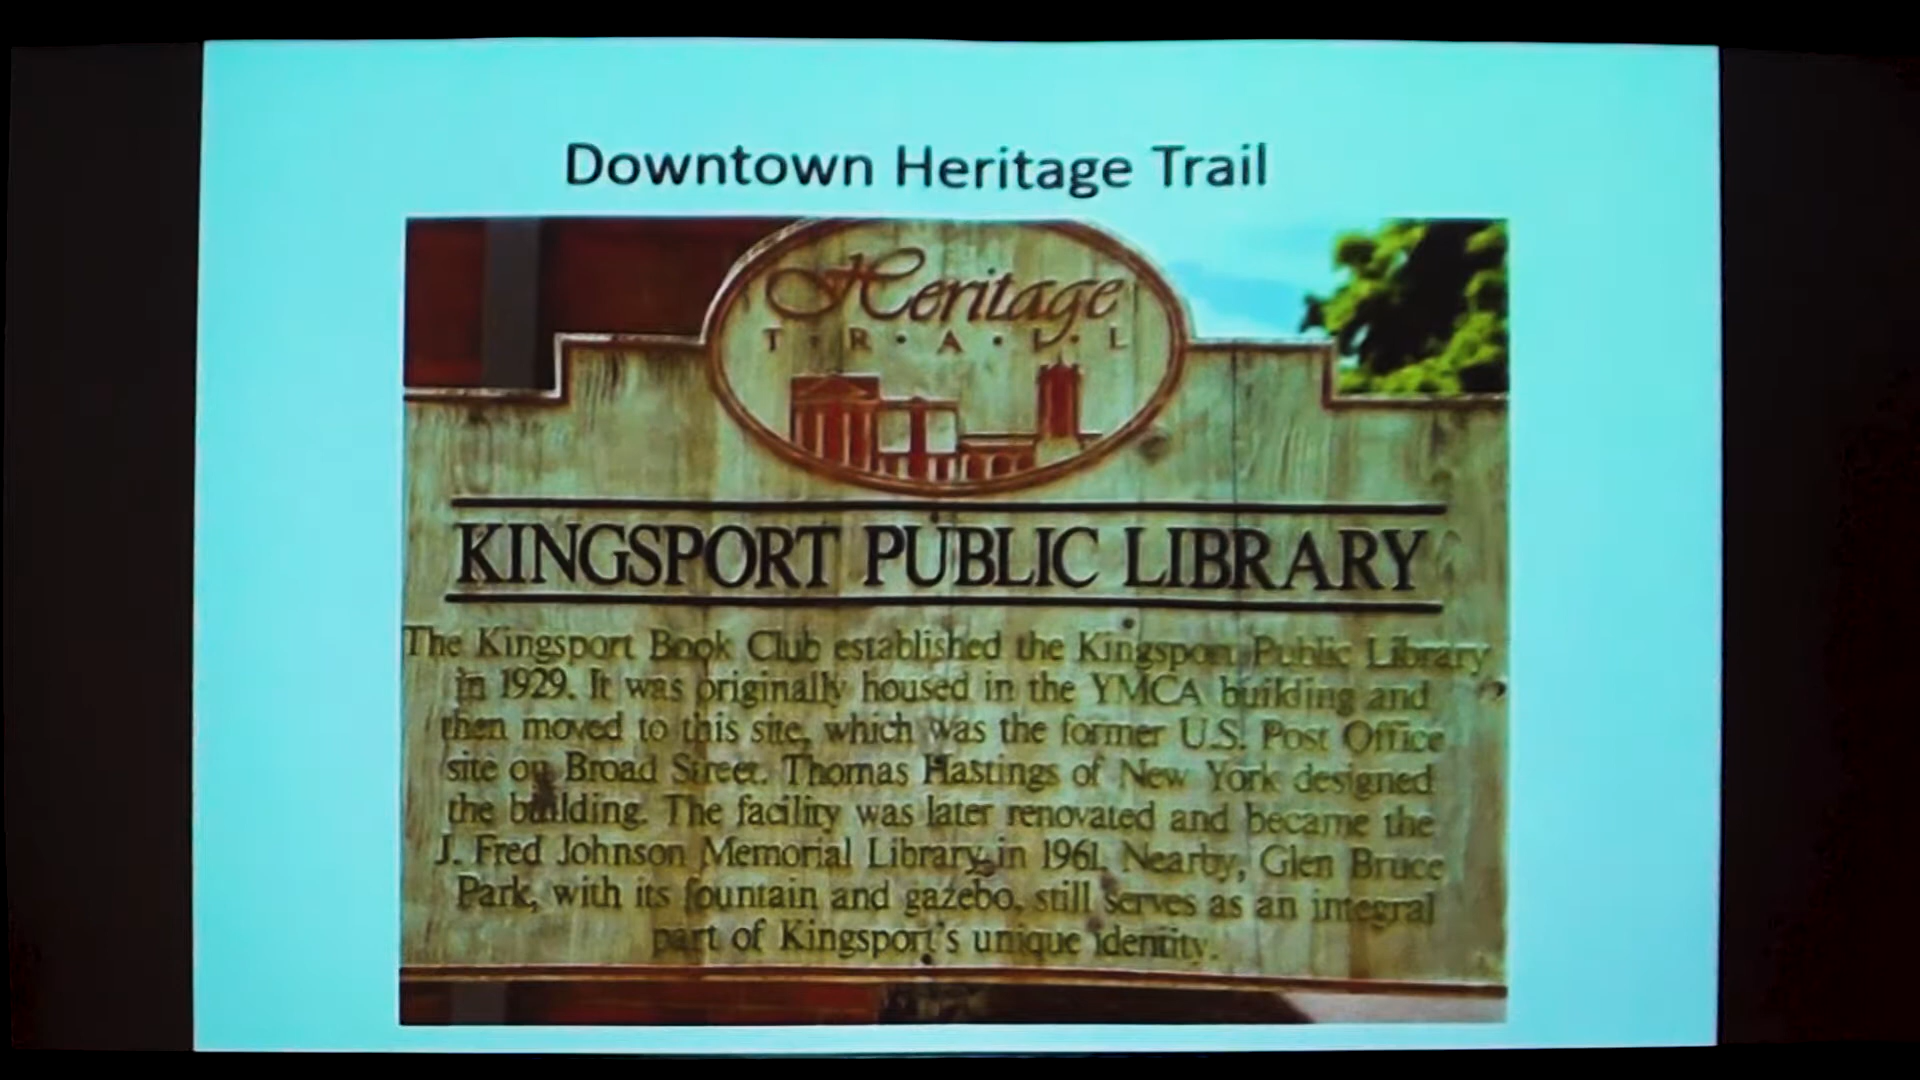 Downtown Heritage Trail
Heritage
T • R • A • I • L
KINGSPORT PUBLIC LIBRARY
The Kingsport Book Club established the Kingsport Public Library
in 1929. It was originally housed in the YMCA building and
then moved to this site, which was the former U.S. Post Office
site on Broad Street. Thomas Hastings of New York designed
the building. The facility was later renovated and became the
J. Fred Johnson Memorial Library in 1961. Nearby, Glen Bruce
Park, with its fountain and gazebo, still serves as an integral
part of Kingsport's unique identity.